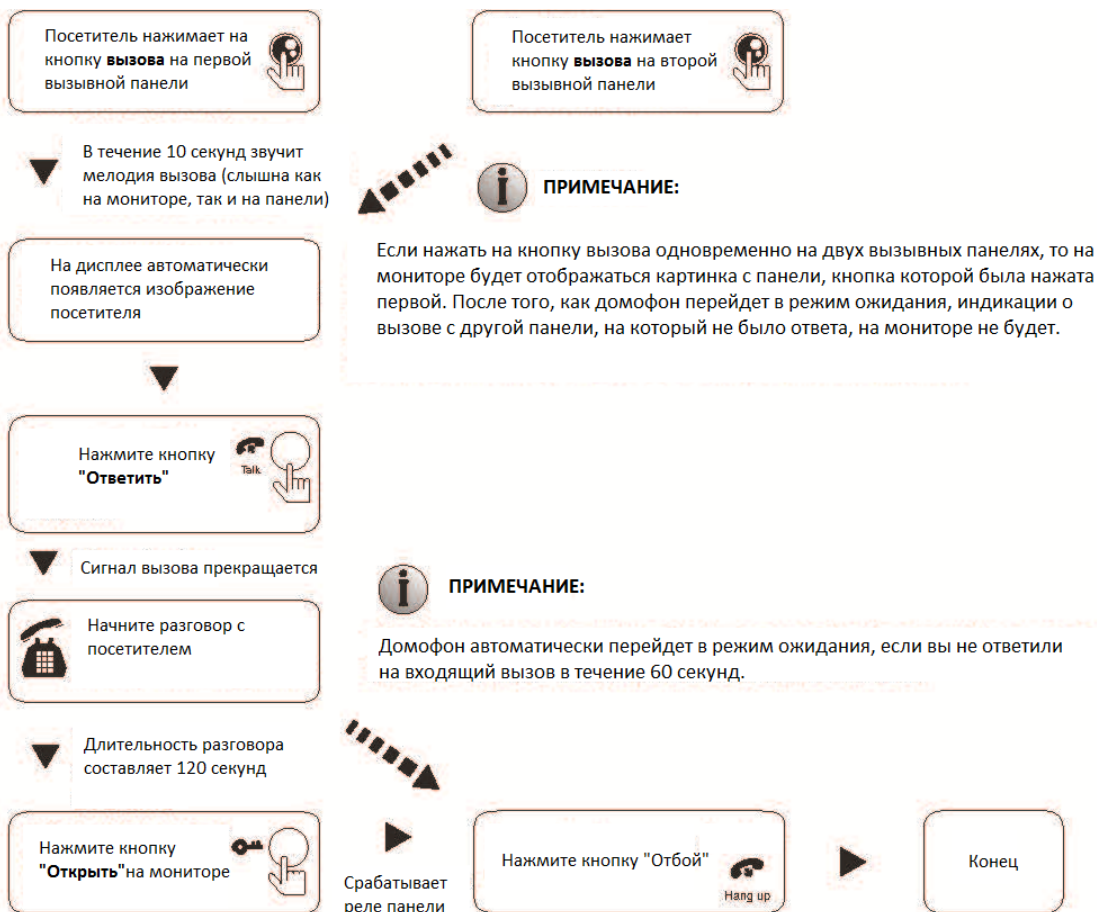 Посетитель нажимает на
кнопку вызова на первой
вызывной панели
Посетитель нажимает
кнопку вызова на второй
вызывной панели
В течение 10 секунд звучит
мелодия вызова (слышна как
на мониторе, так и на панели)
ПРИМЕЧАНИЕ:
На дисплее автоматически
появляется изображение
посетителя
Если нажать на кнопку вызова одновременно на двух вызывных панелях, то на
мониторе будет отображаться картинка с панели, кнопка которой была нажата
первой. После того, как домофон перейдет в режим ожидания, индикации о
вызове с другой панели, на который не было ответа, на мониторе не будет.
Нажмите кнопку
"Ответить"
Talk
Сигнал вызова прекращается
ПРИМЕЧАНИЕ:
Начните разговор с
посетителем
Домофон автоматически перейдет в режим ожидания, если вы не ответили
на входящий вызов в течение 60 секунд.
Длительность разговора
составляет 120 секунд
Нажмите кнопку
"Открыть"на мониторе
Срабатывает
реле панели
Нажмите кнопку "Отбой"
Hang up
Конец